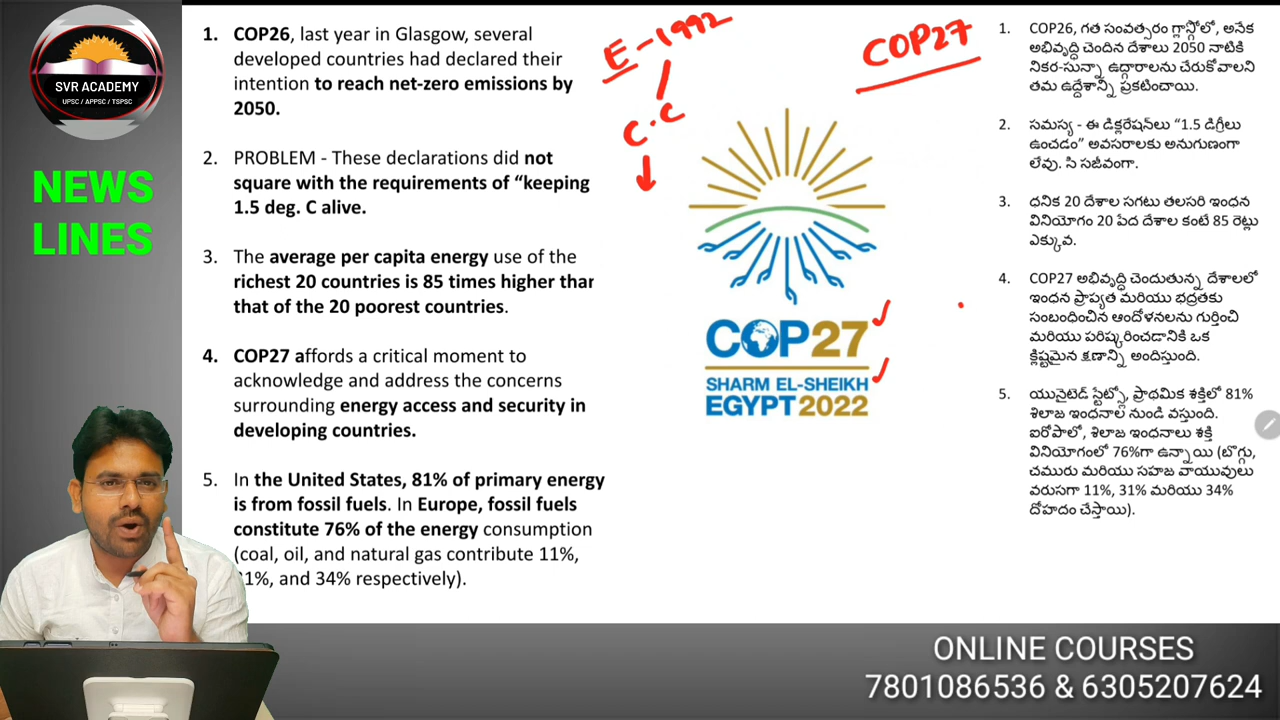 SVR ACADEMY
UPSC / APPSC / TSPSC
NEWS
LINES
1. COP26, last year in Glasgow, several
developed countries had declared their
intention to reach net-zero emissions by
2050.
2. PROBLEM - These declarations did not
square with the requirements of “keeping
1.5 deg. C alive.
3. The average per capita energy use of the
richest 20 countries is 85 times higher than
that of the 20 poorest countries.
4. COP27 affords a critical moment to
acknowledge and address the concerns
surrounding energy access and security in
developing countries.
5. In the United States, 81% of primary energy
is from fossil fuels. In Europe, fossil fuels
constitute 76% of the energy consumption
(coal, oil, and natural gas contribute 11%,
31%, and 34% respectively).
E - 1992
C.C
COP27
COP27
SHARM EL-SHEIKH
EGYPT 2022
1. COP26, గత సంవత్సరం గ్లాస్గోలో, అనేక
అభివృద్ధి చెందిన దేశాలు 2050 నాటికి
నికర-సున్నా ఉద్గారాలను చేరుకోవాలని
తమ ఉద్దేశాన్ని ప్రకటించాయి.
2. సమస్య - ఈ డిక్లరేషన్‌లు “1.5 డిగ్రీలు
ఉంచడం” అవసరాలకు అనుగుణంగా
లేవు. సి సజీవంగా.
3. ధనిక 20 దేశాల సగటు తలసరి ఇంధన
వినియోగం 20 పేద దేశాల కంటే 85 రెట్లు
ఎక్కువ.
4. COP27 అభివృద్ధి చెందుతున్న దేశాలలో
ఇంధన ప్రాప్యత మరియు భద్రతకు
సంబంధించిన ఆందోళనలను గుర్తించి
మరియు పరిష్కరించడానికి ఒక
క్లిష్టమైన క్షణాన్ని అందిస్తుంది.
5. యునైటెడ్ స్టేట్స్లో, ప్రాథమిక శక్తిలో 81%
శిలాజ ఇంధనాల నుండి వస్తుంది.
ఐరోపాలో, శిలాజ ఇంధనాలు శక్తి
వినియోగంలో 76%గా ఉన్నాయి (బొగ్గు,
చమురు మరియు సహజ వాయువులు
వరుసగా 11%, 31% మరియు 34%
దోహదం చేస్తాయి).
ONLINE COURSES
7801086536 & 6305207624